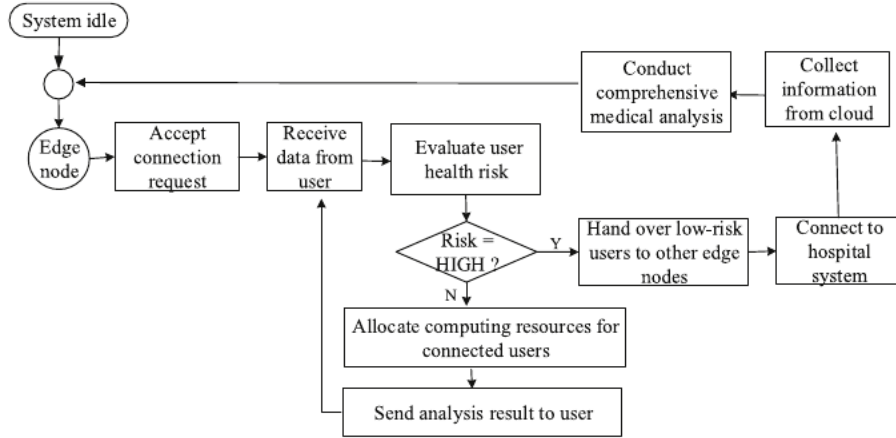 System idle
Conduct
comprehensive
medical analysis
Collect
information
from cloud
Edge
node
Accept
connection
request
Receive
data from
user
Evaluate user
health risk
Risk =
HIGH ?
Y
N
Hand over low-risk
users to other edge
nodes
Connect to
hospital
system
Allocate computing resources for
connected users
Send analysis result to user